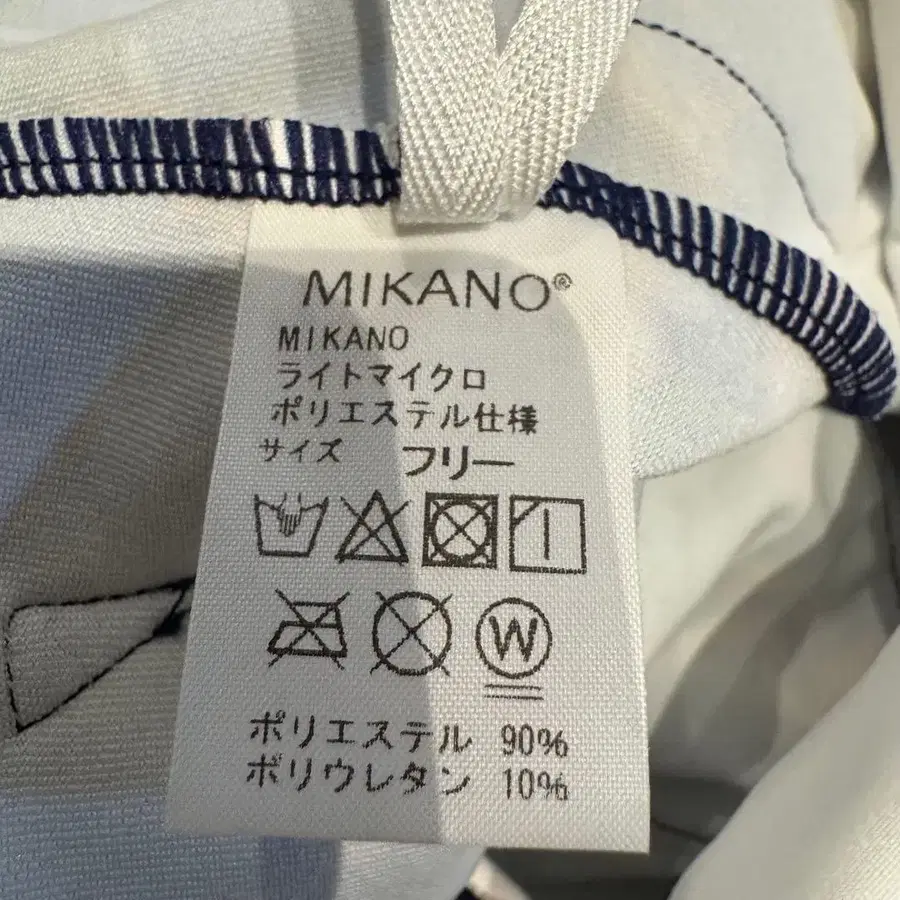 MIKANO®
MIKANO
ライトマイクロ
ポリエステル仕様
サイズ フリー
W
ポリエステル 90%
ポリウレタン 10%